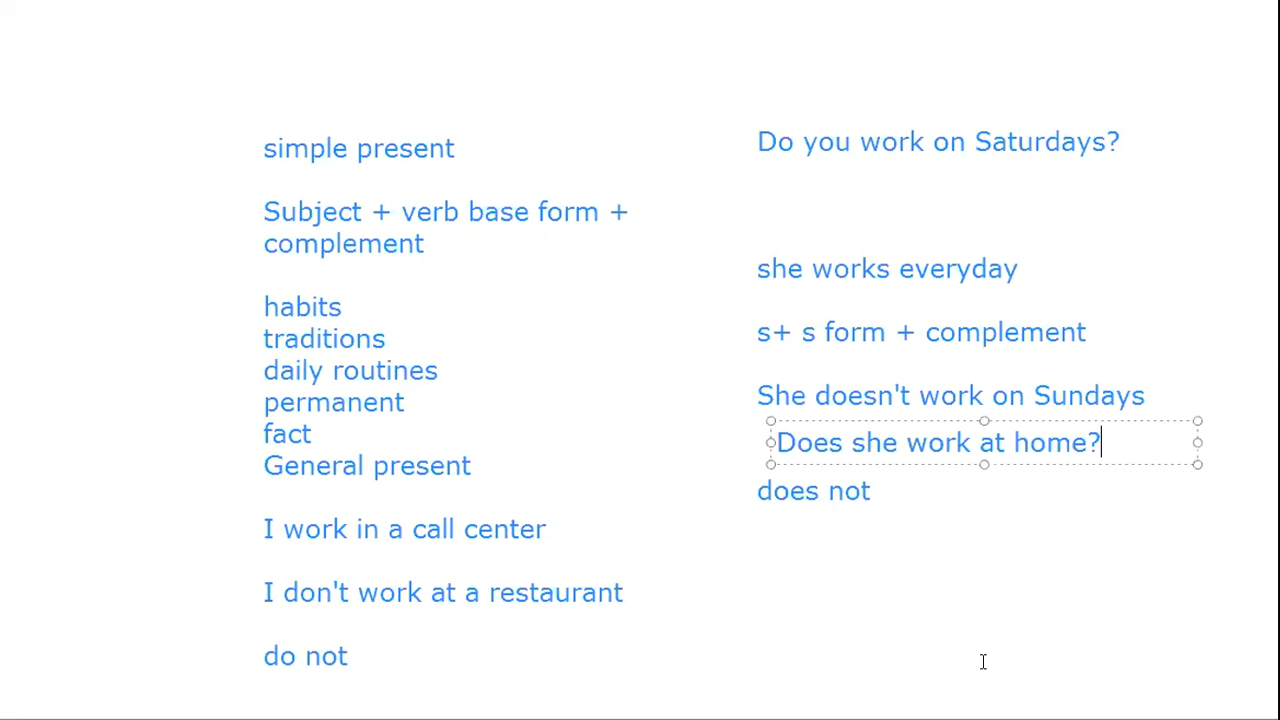 simple present
Subject + verb base form +
complement
habits
traditions
daily routines
permanent
fact
General present
I work in a call center
I don't work at a restaurant
do not
Do you work on Saturdays?
she works everyday
s+ s form + complement
She doesn't work on Sundays
Does she work at home?
does not